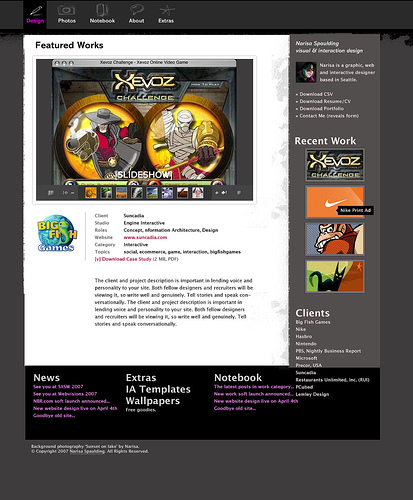 Design Photos Notebook About Extras
Featured Works
Xevoz Challenge - Xevoz Online Video Game
XEVOZ
CHALLENGE
!SLIDESHOW!
BIG FISH
Games
Client Suncadia
Studio Engine Interactive
Roles Concept, Information Architecture, Design
Website www.suncadia.com
Category Interactive
Topics social, ecommerce, game, interaction, bigfishgames
[v] Download Case Study (2 MB, PDF)
The client and project description is important in lending voice and
personality to your site. Both fellow designers and recruiters will be
viewing it, so write well and genuinely. Tell stories and speak con-
versationally. The client and project description is important in
lending voice and personality to your site. Both fellow designers
and recruiters will be viewing it, so write well and genuinely. Tell
stories and speak conversationally.
Narisa Spoulding
visual & interaction design
Narisa is a graphic, web
and interactive designer
based in Seattle.
» Download CSV
» Download Resume/CV
» Download Portfolio
» Contact Me (reveals form)
Recent Work
XEVOZ
CHALLENGE
Nike Print Ad
Clients
Big Fish Games
Nike
Hasbro
Nintendo
PBS, Nightly Business Report
Microsoft
Precor, USA
Suncadia
Restaurants Unlimited, Inc. (RUI)
PCubed
Lemley Design
News
See you at SXSW 2007
See you at Webvisions 2007
NBR.com soft launch announced...
New website design live on April 4th
Goodbye old site...
Extras
IA Templates
Wallpapers
Free goodies.
Notebook
The latest posts in work category...
New work soft launch announced...
New website design live on April 4th
Goodbye old site...
Background photography "Sunset on lake" by Narisa.
© Copyright 2007 Narisa Spaulding. All Rights Reserved.